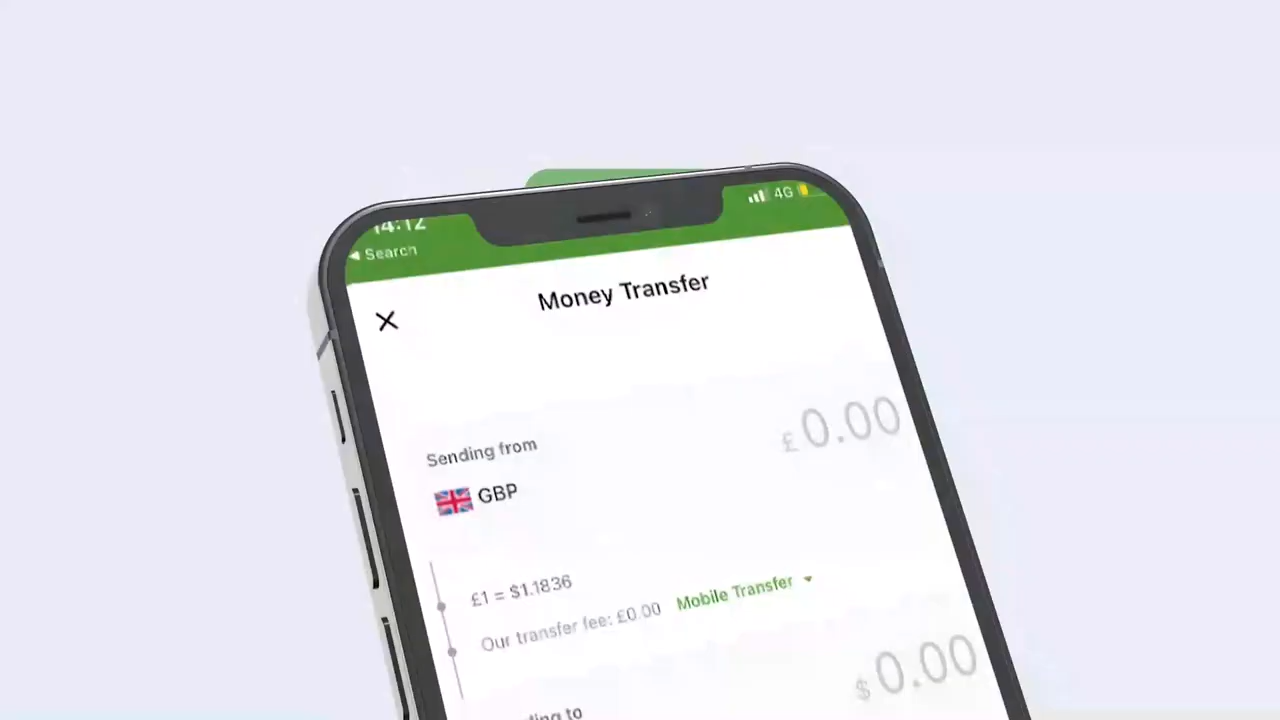 14:12
4G
◀ Search
Money Transfer
Sending from
£0.00
GBP
£1 = $1.1836
Our transfer fee: £0.00 Mobile Transfer
$0.00
to